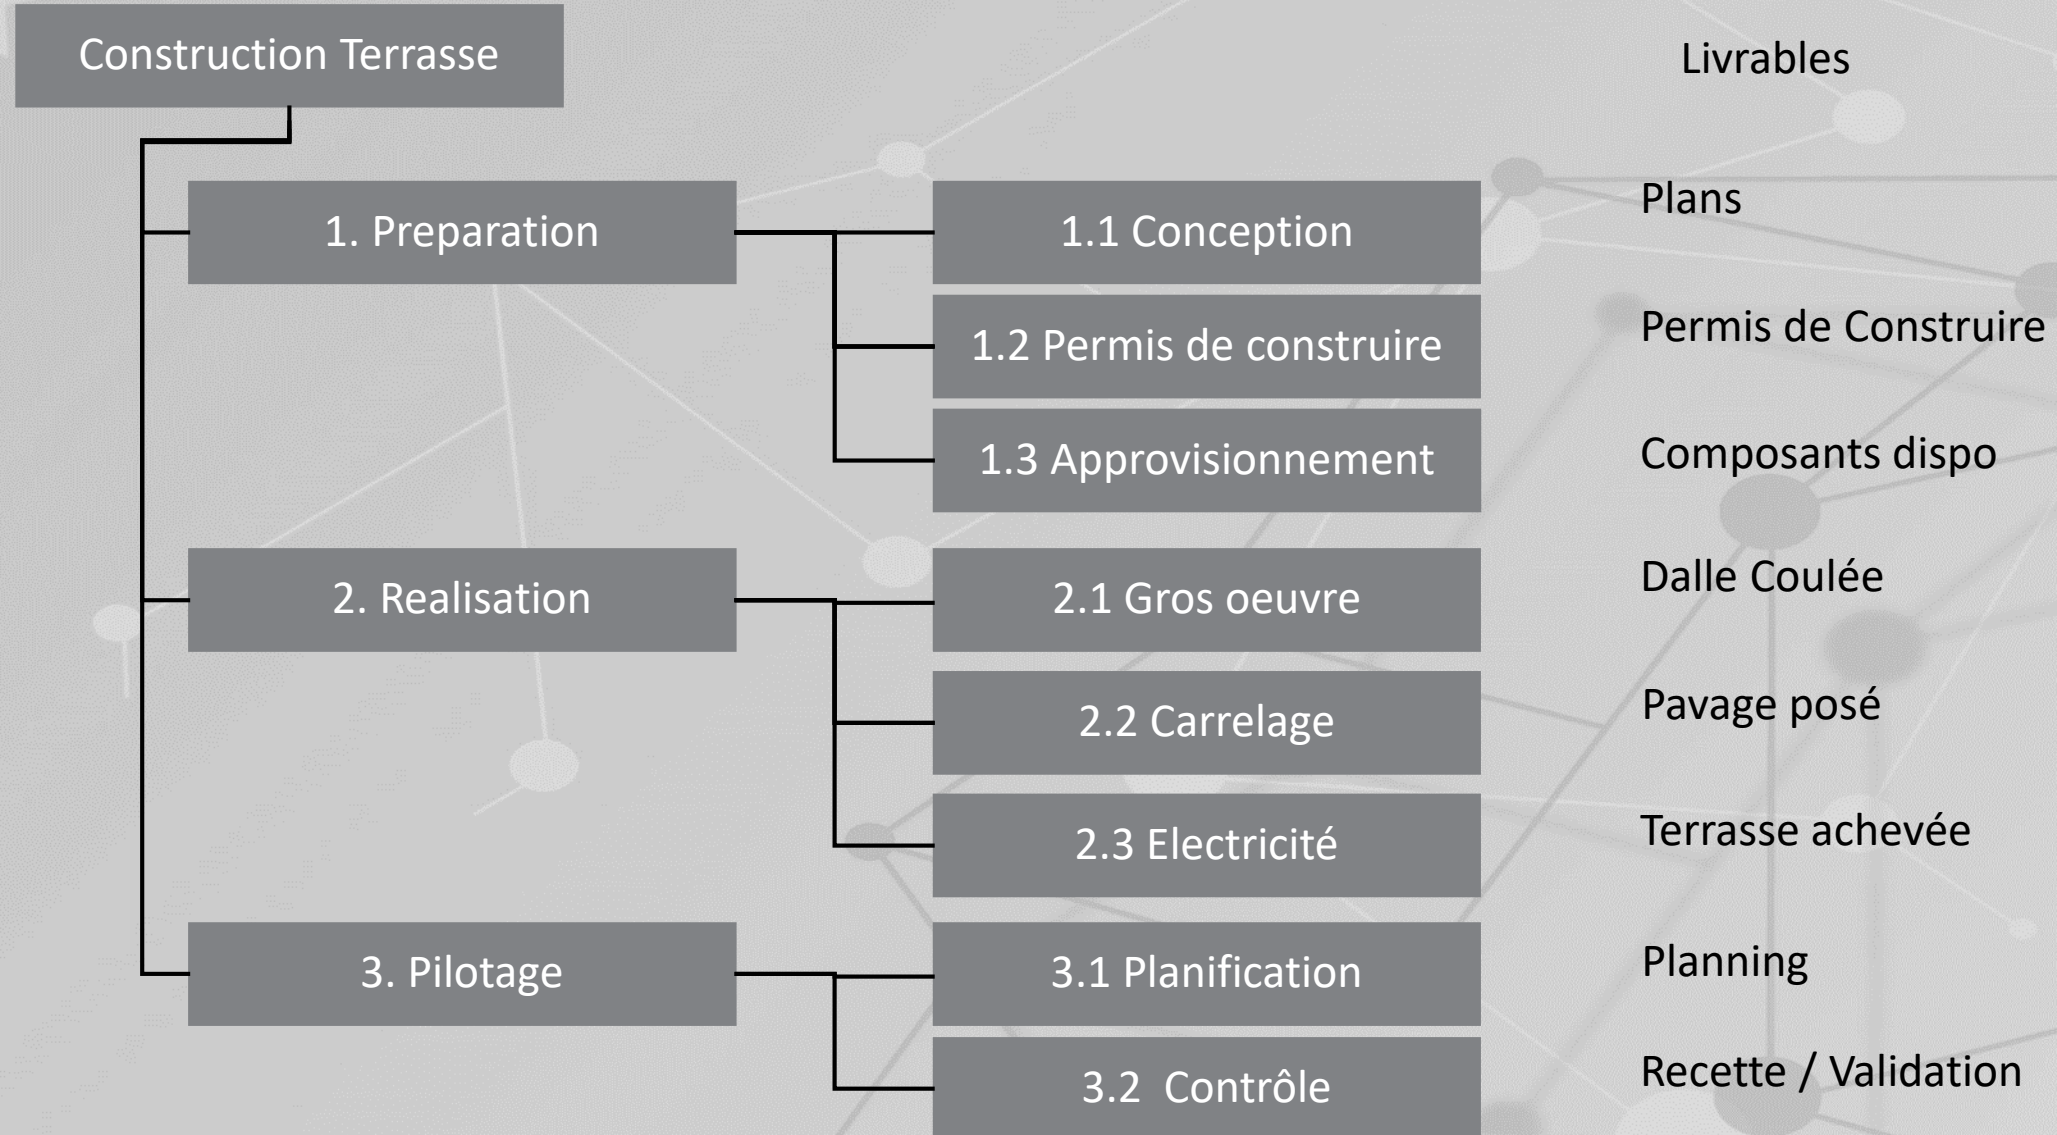 Construction Terrasse
Livrables
1. Preparation
1.1 Conception
Plans
1.2 Permis de construire
Permis de Construire
1.3 Approvisionnement
Composants dispo
2. Realisation
2.1 Gros oeuvre
Dalle Coulée
2.2 Carrelage
Pavage posé
2.3 Electricité
Terrasse achevée
3. Pilotage
3.1 Planification
Planning
3.2 Contrôle
Recette / Validation